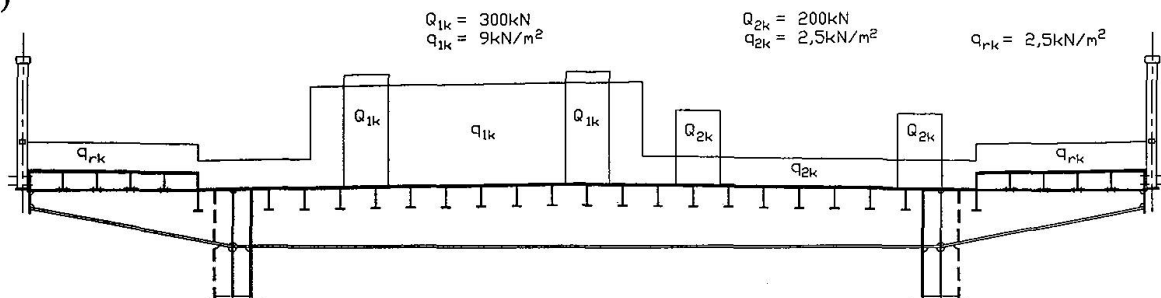 )
Q1k = 300kN
q1k = 9kN/m²
Q2k = 200kN
q2k = 2,5kN/m²
qrk = 2,5kN/m²
qrk
Q1k
q1k
Q1k
Q2k
q2k
Q2k
qrk